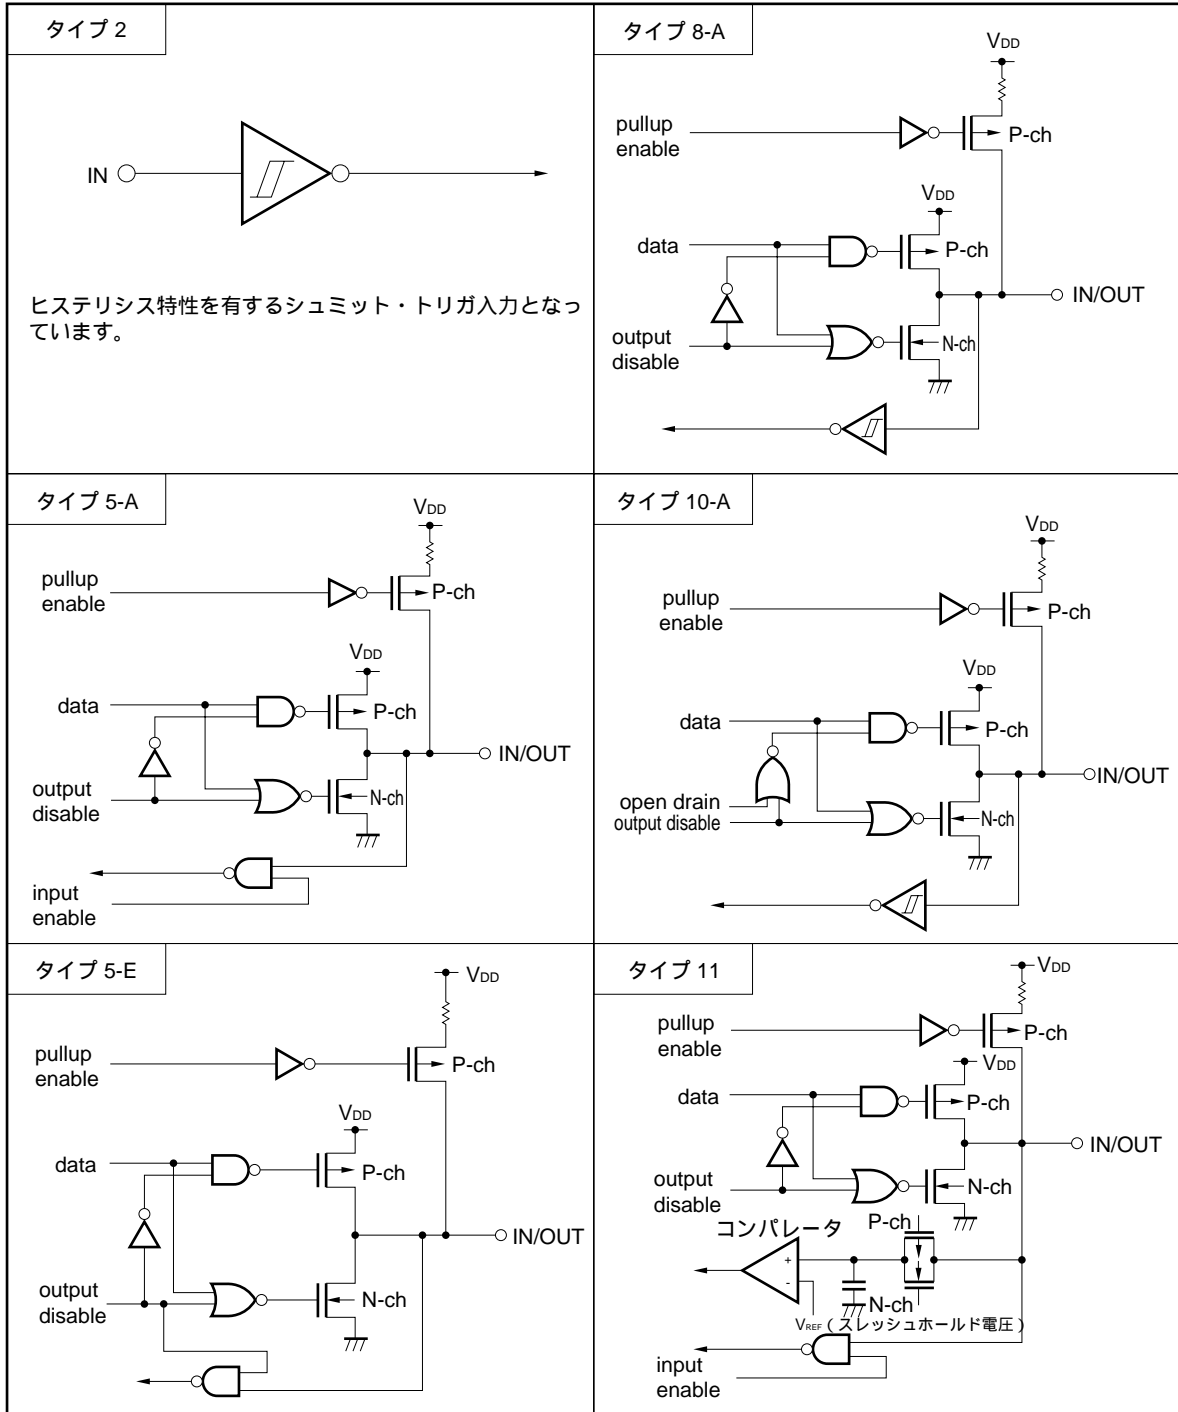 タイプ 2
IN
ヒステリシス特性を有するシュミット・トリガ入力となっ
ています。
タイプ 8-A
VDD
pullup
enable
P-ch
VDD
data
P-ch
IN/OUT
output
disable
N-ch
タイプ 5-A
VDD
pullup
enable
P-ch
VDD
data
P-ch
IN/OUT
output
disable
N-ch
input
enable
タイプ 10-A
VDD
pullup
enable
P-ch
VDD
data
P-ch
IN/OUT
open drain
output disable
N-ch
タイプ 5-E
VDD
pullup
enable
P-ch
VDD
data
P-ch
IN/OUT
output
disable
N-ch
タイプ 11
VDD
pullup
enable
P-ch
VDD
data
P-ch
IN/OUT
output
disable
N-ch
P-ch
コンパレータ
+
-
N-ch
VREF(スレッシュホールド電圧)
input
enable